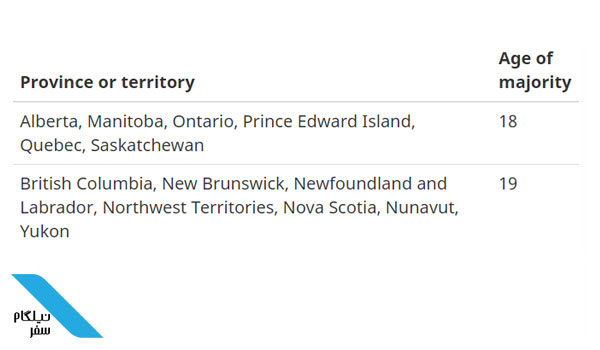 Province or territory
Age of
majority
Alberta, Manitoba, Ontario, Prince Edward Island,
Quebec, Saskatchewan
18
British Columbia, New Brunswick, Newfoundland and
Labrador, Northwest Territories, Nova Scotia, Nunavut,
Yukon
19
نیلگام
سفر